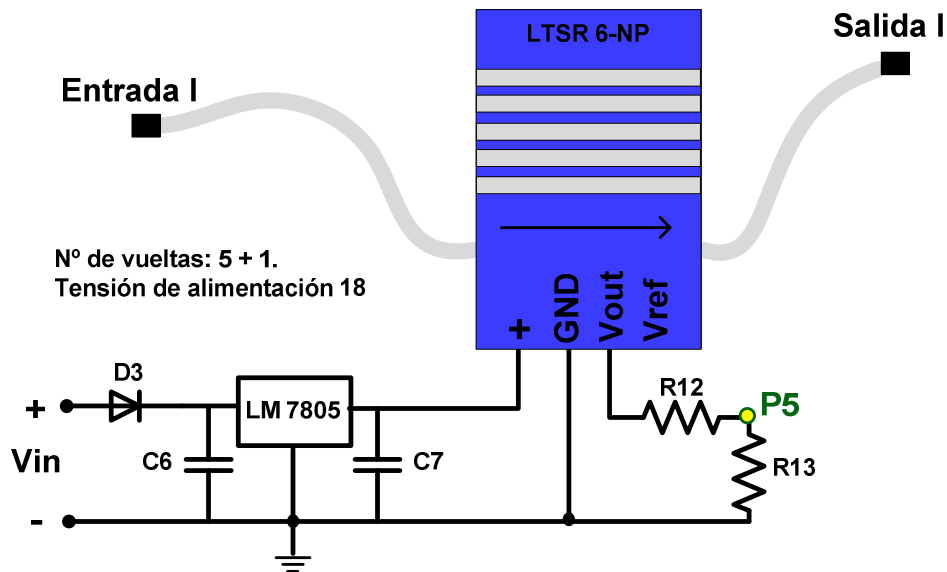 LTSR 6-NP
Salida I
Entrada I
Nº de vueltas: 5 + 1.
Tensión de alimentación 18
+
GND
Vout
Vref
D3
R12
P5
+
LM 7805
Vin
C6
C7
R13
-